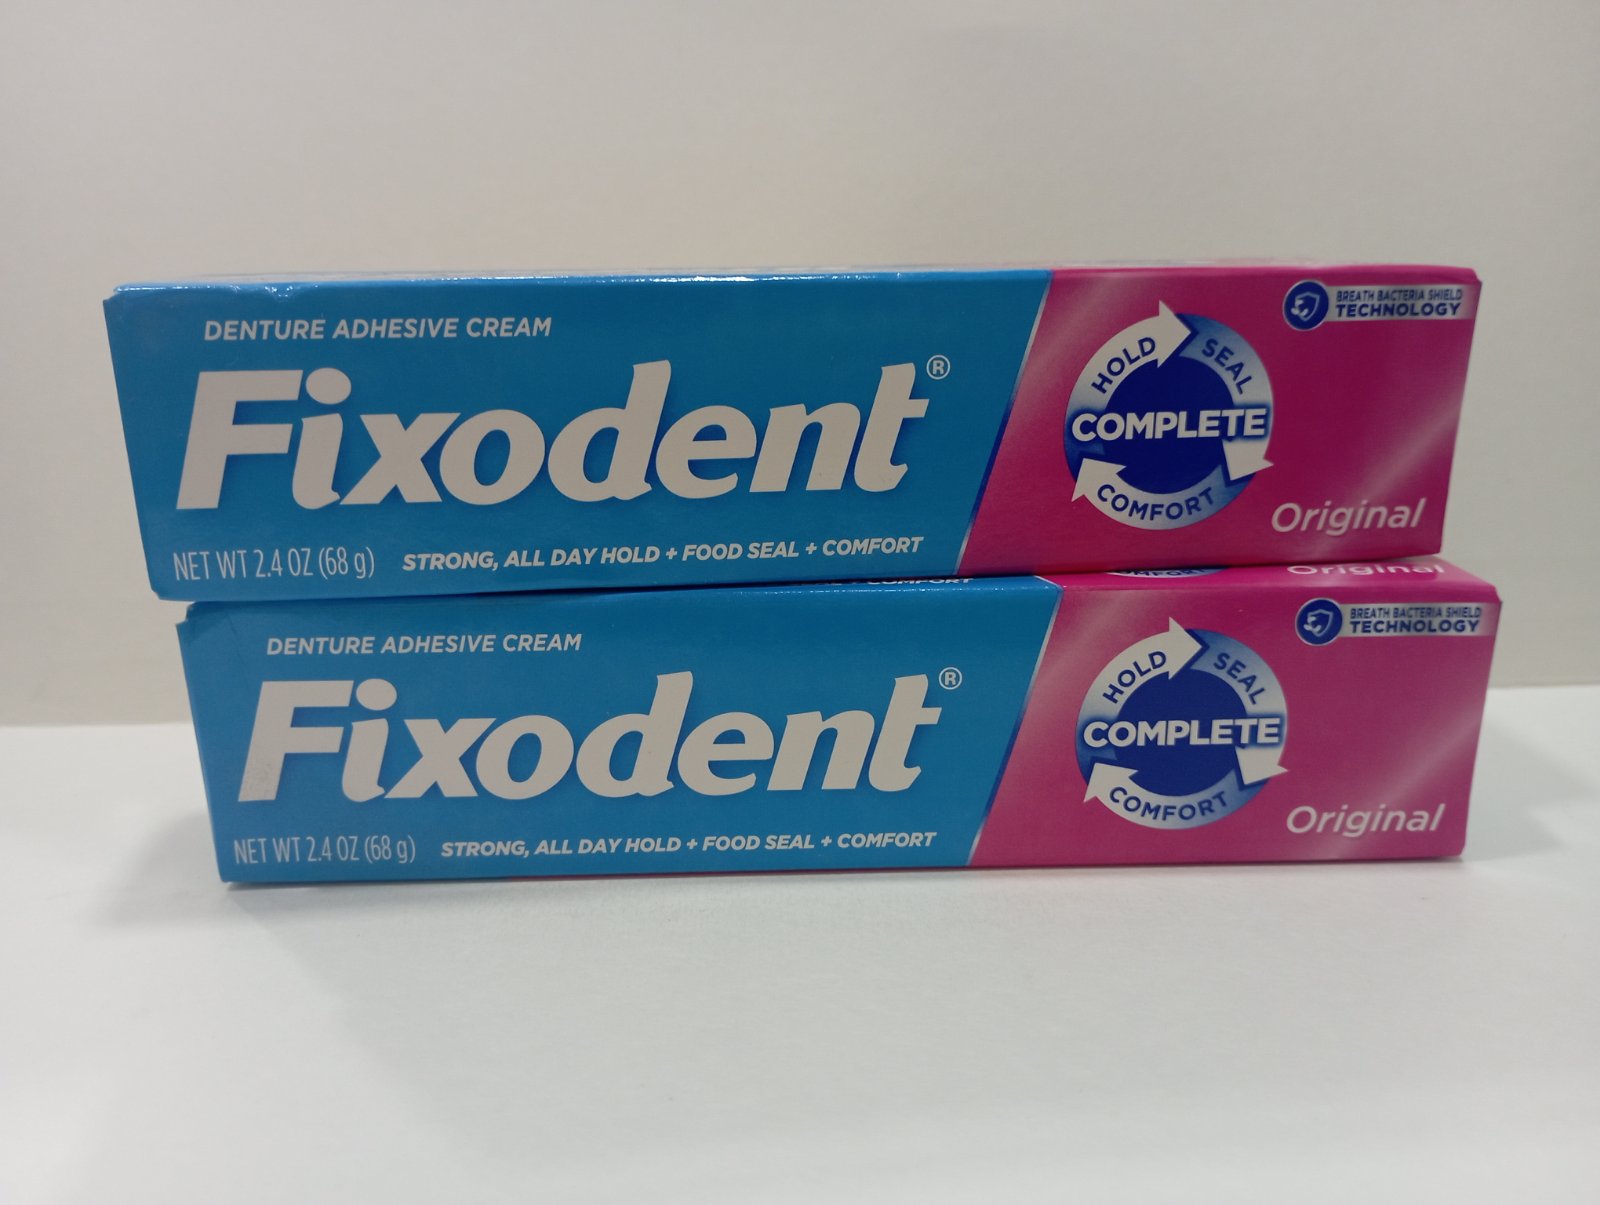 DENTURE ADHESIVE CREAM
Fixodent®
NET WT 2.4 OZ (68 g) STRONG, ALL DAY HOLD + FOOD SEAL + COMFORT
HOLD
SEAL
COMPLETE
COMFORT
BREATH BACTERIA SHIELD
TECHNOLOGY
Original
COMFORT
COMFORT
Original
DENTURE ADHESIVE CREAM
Fixodent®
NET WT 2.4 OZ (68 g) STRONG, ALL DAY HOLD + FOOD SEAL + COMFORT
HOLD
SEAL
COMPLETE
COMFORT
BREATH BACTERIA SHIELD
TECHNOLOGY
Original